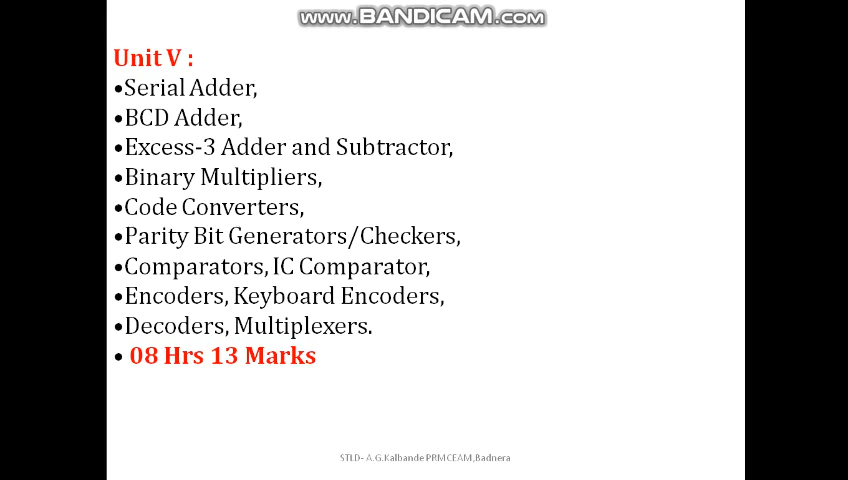 www.BANDICAM.com
Unit V :
•Serial Adder,
•BCD Adder,
•Excess-3 Adder and Subtractor,
•Binary Multipliers,
•Code Converters,
•Parity Bit Generators/Checkers,
•Comparators, IC Comparator,
•Encoders, Keyboard Encoders,
•Decoders, Multiplexers.
• 08 Hrs 13 Marks
STLD- A.G.Kalbande PRMCEAM,Badnera